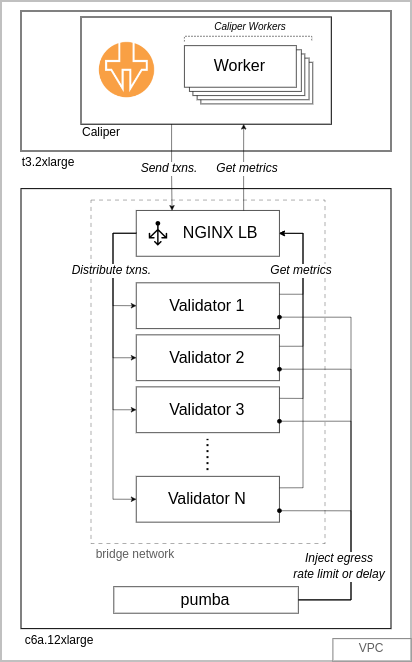 Caliper Workers
Worker
Caliper
t3.2xlarge
Send txns.
Get metrics
NGINX LB
Distribute txns.
Get metrics
Validator 1
Validator 2
Validator 3
Validator N
bridge network
Inject egress
rate limit or delay
pumba
c6a.12xlarge
VPC